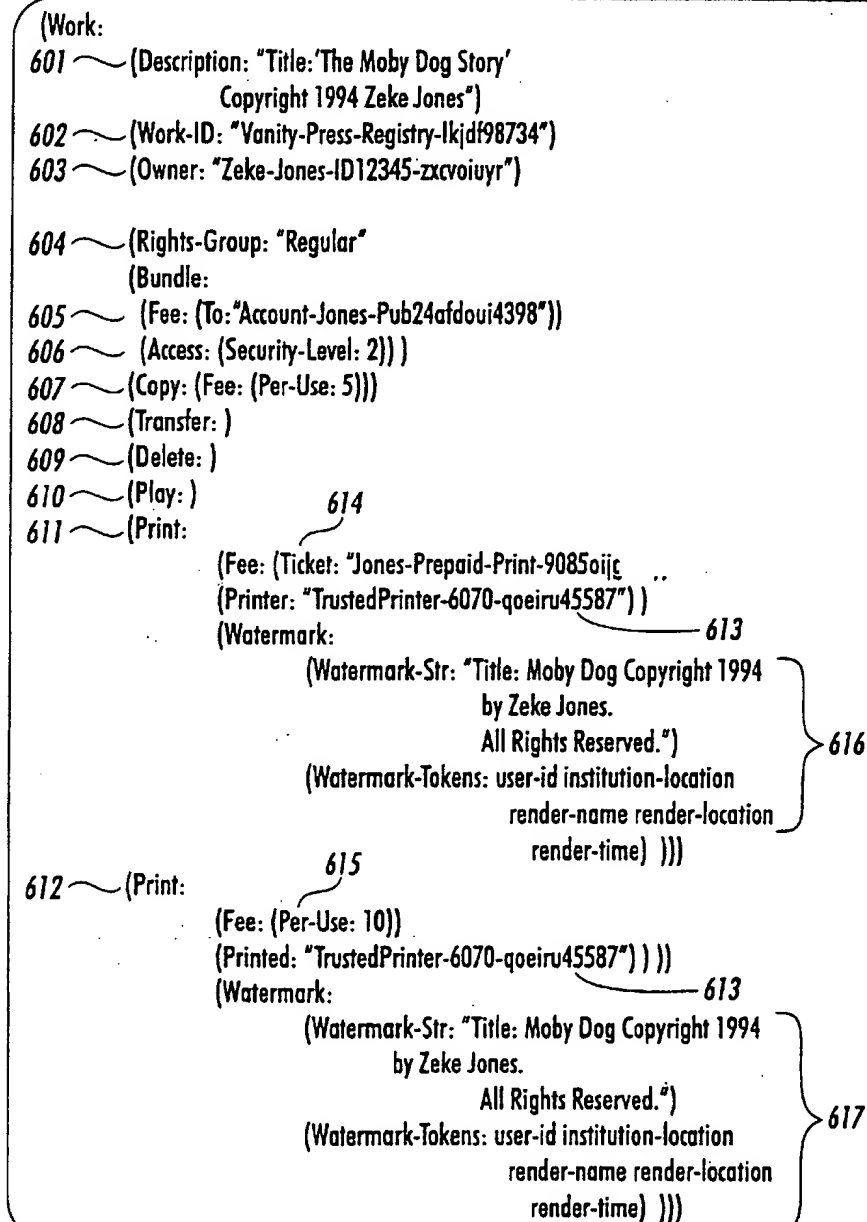 (Work:
601 (Description: "Title:'The Moby Dog Story'
Copyright 1994 Zeke Jones")
602 (Work-ID: "Vanity-Press-Registry-lkjdf98734")
603 (Owner: "Zeke-Jones-ID12345-zxcvoiuyr")
604 (Rights-Group: "Regular"
(Bundle:
605 (Fee: (To:"Account-Jones-Pub24afdoui4398"))
606 (Access: (Security-Level: 2)) )
607 (Copy: (Fee: (Per-Use: 5)))
608 (Transfer: )
609 (Delete: )
610 (Play: )
614
611 (Print:
(Fee: (Ticket: "Jones-Prepaid-Print-9085oijc
(Printer: "TrustedPrinter-6070-qoeiru45587") )
613
(Watermark:
(Watermark-Str: "Title: Moby Dog Copyright 1994
by Zeke Jones.
All Rights Reserved.")
616
(Watermark-Tokens: user-id institution-location
render-name render-location
render-time) )))
615
612 (Print:
(Fee: (Per-Use: 10))
(Printed: "TrustedPrinter-6070-qoeiru45587") ) ))
613
(Watermark:
(Watermark-Str: "Title: Moby Dog Copyright 1994
by Zeke Jones.
All Rights Reserved.")
617
(Watermark-Tokens: user-id institution-location
render-name render-location
render-time) )))